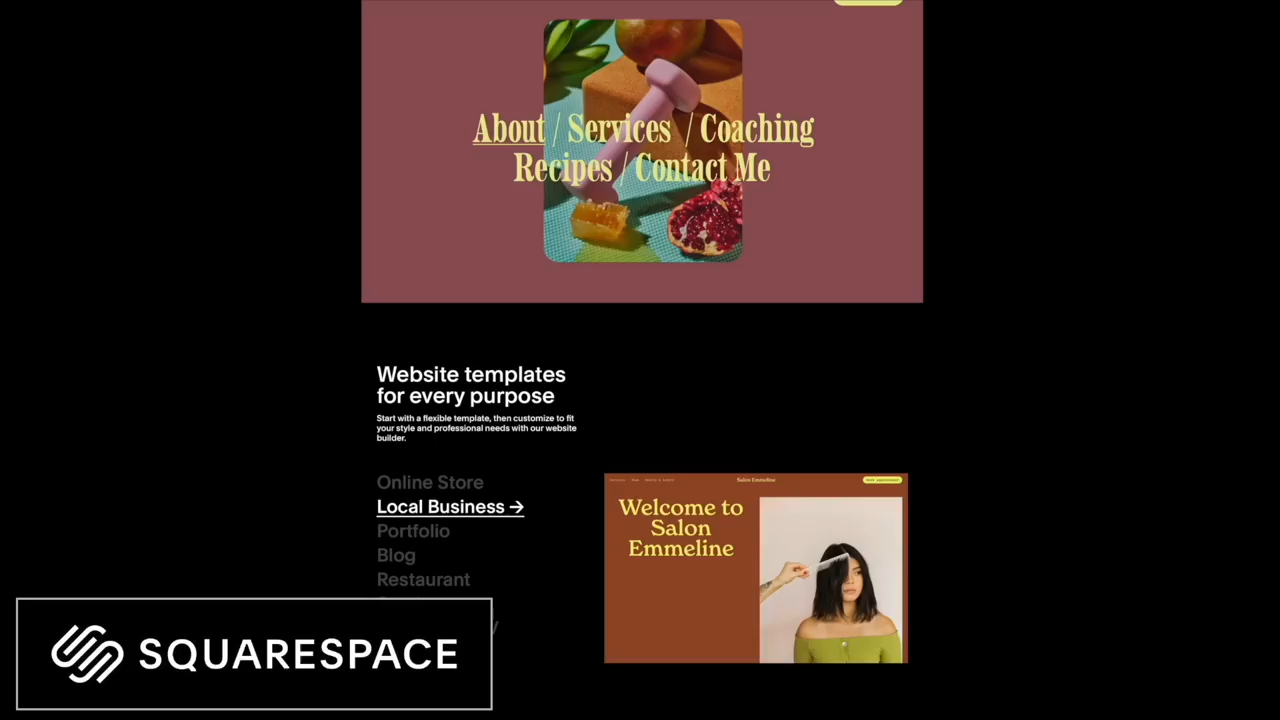 About / Services / Coaching
Recipes / Contact Me
Website templates
for every purpose
Start with a flexible template, then customize to fit
your style and professional needs with our website
builder.
Online Store
Local Business →
Portfolio
Blog
Restaurant
Salon Emmeline
Welcome to
Salon
Emmeline
SQUARESPACE